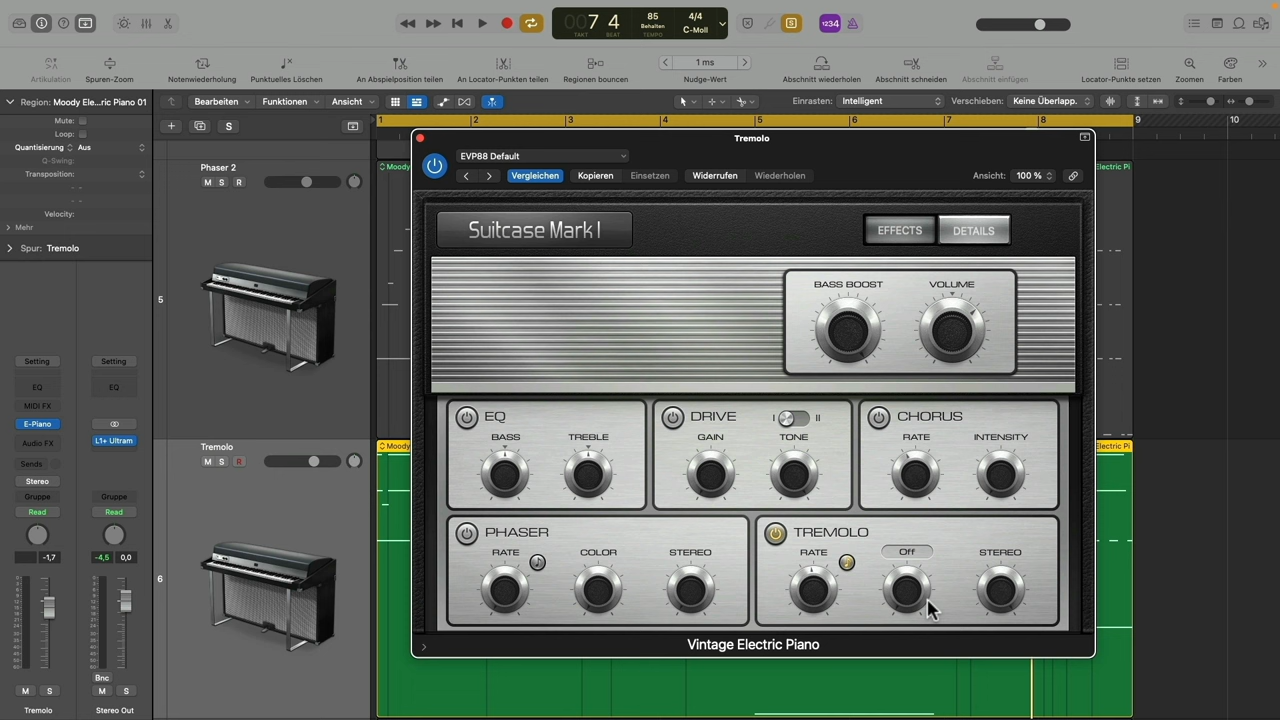 007 4
TAKT BEAT
85
Behalten
TEMPO
4/4
C-Moll
1234
Artikulation
Spuren-Zoom
Notenwiederholung
Punktuelles Löschen
An Abspielposition teilen
An Locator-Punkten teilen
Regionen bouncen
1 ms
Nudge-Wert
Abschnitt wiederholen
Abschnitt schneiden
Abschnitt einfügen
Locator-Punkte setzen
Zoomen
Farben
Region: Moody Ele...ric Piano 01
Mute:
Loop:
Quantisierung Aus
Q-Swing:
Transposition:
Velocity:
Mehr
Spur: Tremolo
Bearbeiten
Funktionen
Ansicht
Einrasten: Intelligent
Verschieben: Keine Überlapp.
S
1 2 3 4 5 6 7 8 9 10
Phaser 2
M S R
5
Moody
Electric Pi
Tremolo
M S R
6
Moody
Electric Pi
Tremolo
EVP88 Default
Vergleichen
Kopieren
Einsetzen
Widerrufen
Wiederholen
Ansicht: 100 %
Suitcase Mark I
EFFECTS
DETAILS
BASS BOOST
VOLUME
EQ
BASS
TREBLE
DRIVE
I II
GAIN
TONE
CHORUS
RATE
INTENSITY
PHASER
RATE
COLOR
STEREO
TREMOLO
RATE
Off
STEREO
Vintage Electric Piano
Setting
EQ
MIDI FX
E-Piano
Audio FX
Sends
Stereo
Gruppe
Read
-1,7
M S
Tremolo
Setting
EQ
L1+ Ultram
Gruppe
Read
-4,5 0,0
Bnc
M S
Stereo Out